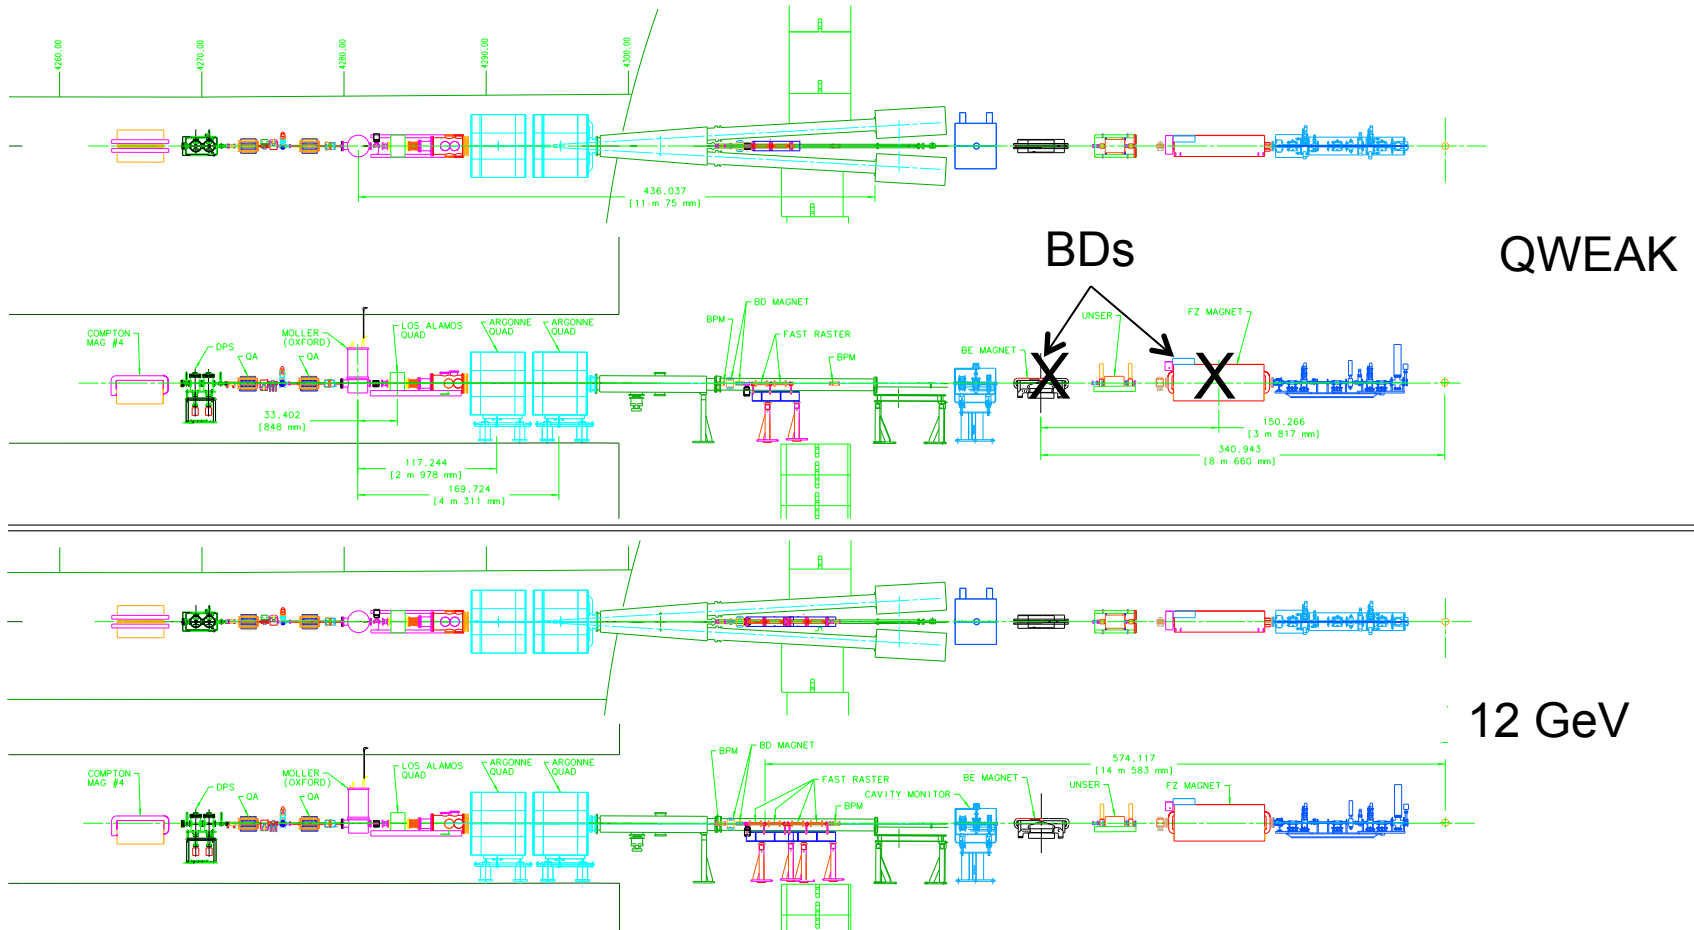 4260.00
4270.00
4280.00
4290.00
4300.00
436.037
[11 m 75 mm]
BDs
QWEAK
COMPTON
MAG #4
DPS
QA
MOLLER
(OXFORD)
QA
LOS ALAMOS
QUAD
ARGONNE
QUAD
ARGONNE
QUAD
BPM
BD MAGNET
FAST RASTER
BPM
BE MAGNET
UNSER
FZ MAGNET
X
X
33.402
[848 mm]
117.244
[2 m 978 mm]
169.724
[4 m 311 mm]
150.266
[3 m 817 mm]
340.943
[8 m 660 mm]
12 GeV
COMPTON
MAG #4
DPS
QA
MOLLER
(OXFORD)
QA
LOS ALAMOS
QUAD
ARGONNE
QUAD
ARGONNE
QUAD
BPM
BD MAGNET
FAST RASTER
BPM
CAVITY MONITOR
BE MAGNET
574.117
[14 m 583 mm]
UNSER
FZ MAGNET